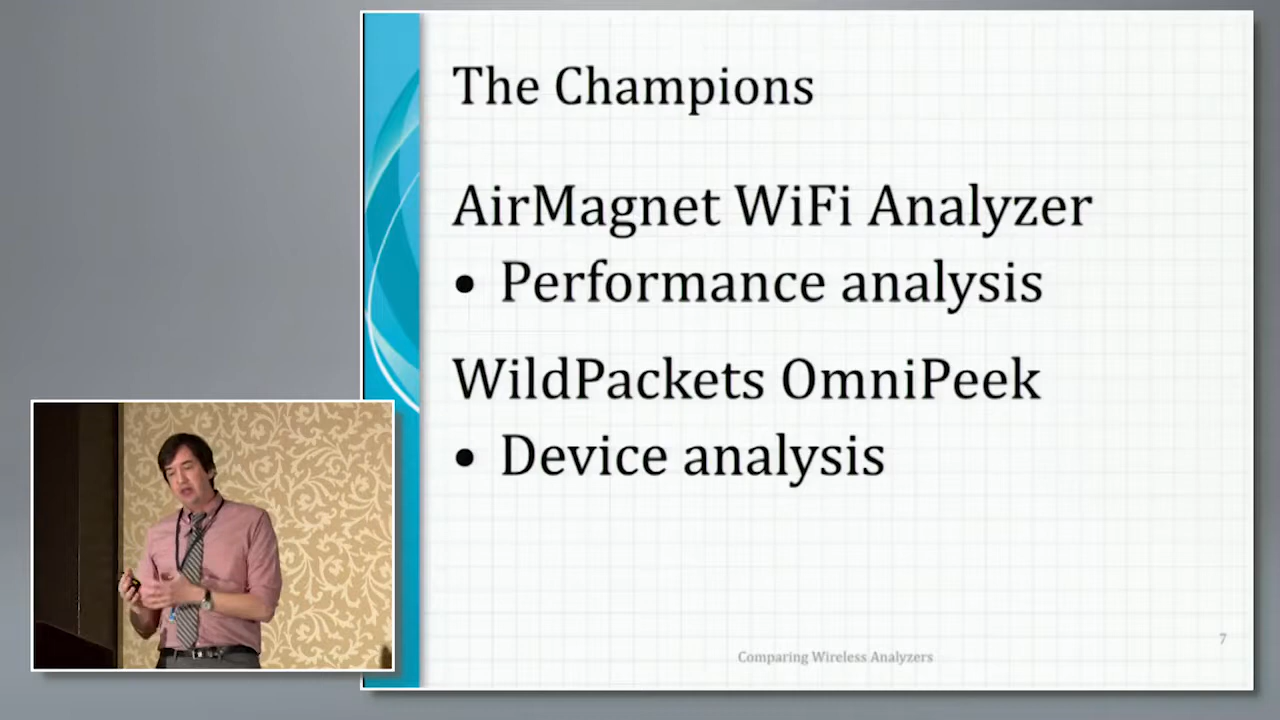 The Champions
AirMagnet WiFi Analyzer
• Performance analysis
WildPackets OmniPeek
• Device analysis
7
Comparing Wireless Analyzers